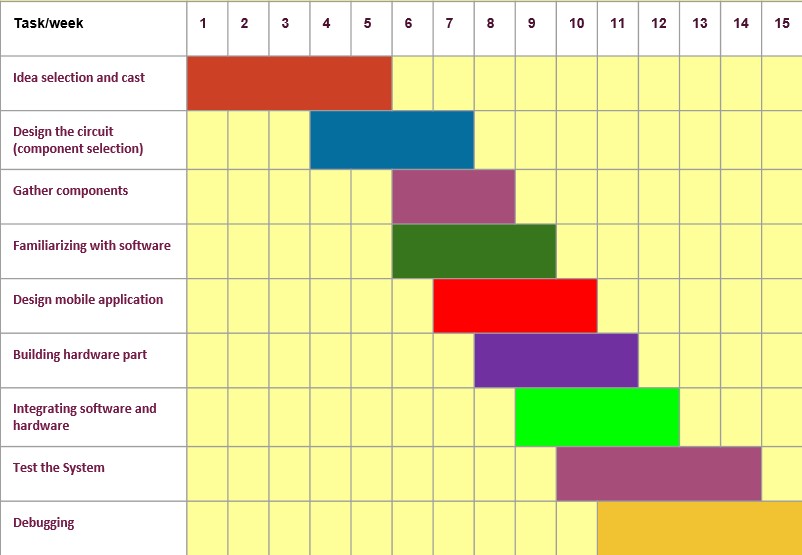 Task/week 1 2 3 4 5 6 7 8 9 10 11 12 13 14 15
Idea selection and cast
Design the circuit
(component selection)
Gather components
Familiarizing with software
Design mobile application
Building hardware part
Integrating software and
hardware
Test the System
Debugging